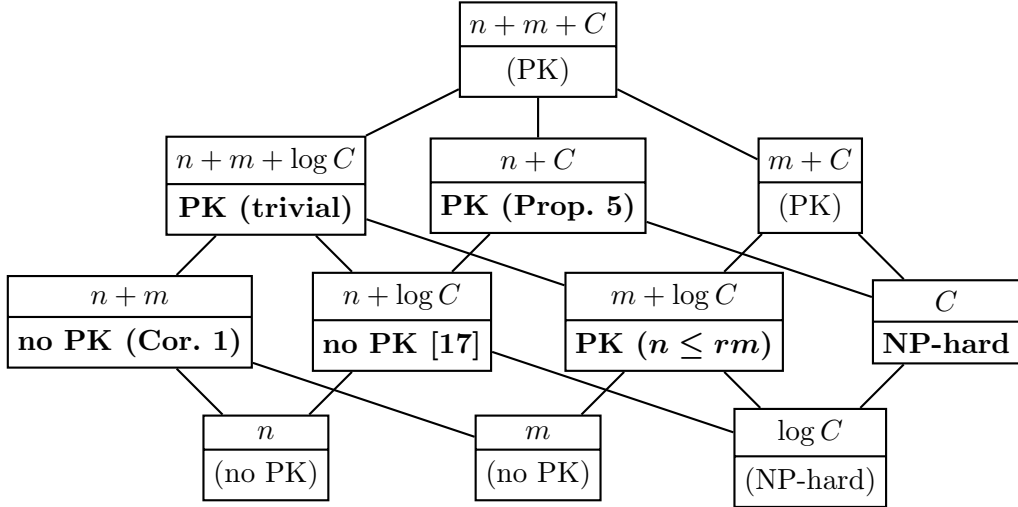 n + m + C
(PK)
n + m + log C
PK (trivial)
n + C
PK (Prop. 5)
m + C
(PK)
n + m
no PK (Cor. 1)
n + log C
no PK [17]
m + log C
PK (n ≤ rm)
C
NP-hard
n
(no PK)
m
(no PK)
log C
(NP-hard)